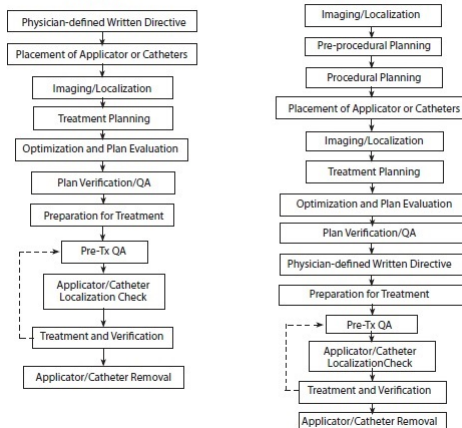 Physician-defined Written Directive
Placement of Applicator or Catheters
Imaging/Localization
Treatment Planning
Optimization and Plan Evaluation
Plan Verification/QA
Preparation for Treatment
Pre-Tx QA
Applicator/Catheter
Localization Check
Treatment and Verification
Applicator/Catheter Removal
Imaging/Localization
Pre-procedural Planning
Procedural Planning
Placement of Applicator or Catheters
Imaging/Localization
Treatment Planning
Optimization and Plan Evaluation
Plan Verification/QA
Physician-defined Written Directive
Preparation for Treatment
Pre-Tx QA
Applicator/Catheter
LocalizationCheck
Treatment and Verification
Applicator/Catheter Removal